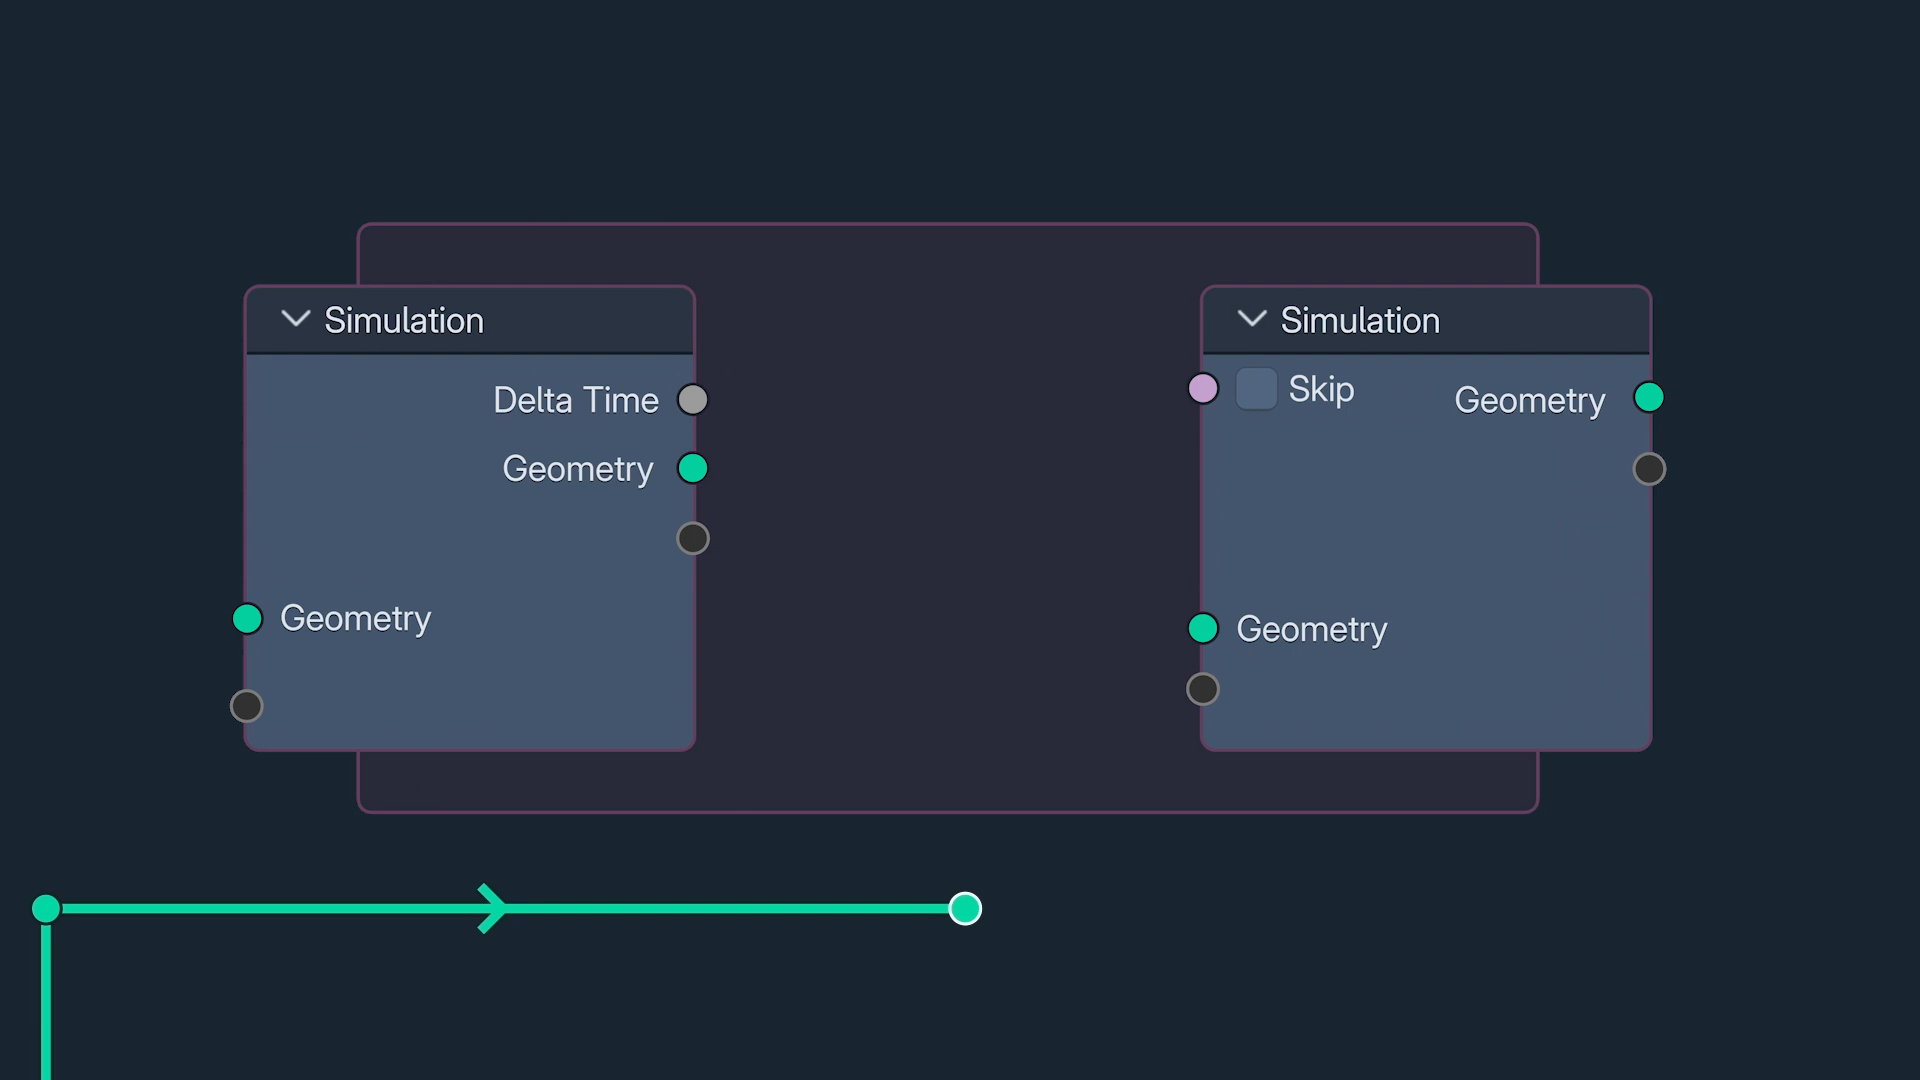 Simulation
Delta Time
Geometry
Geometry
Simulation
Skip
Geometry
Geometry